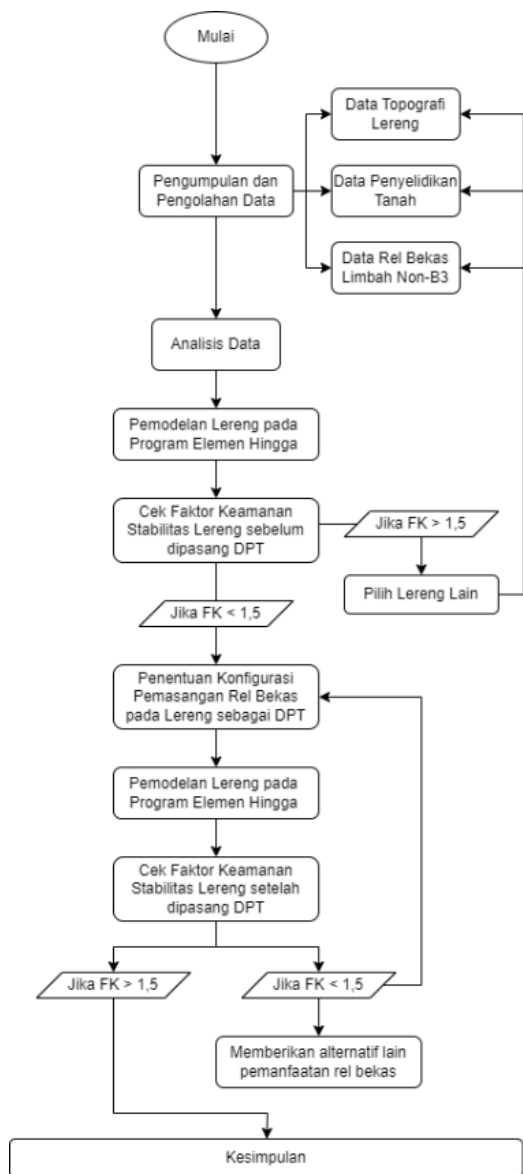 Mulai
Data Topografi
Lereng
Pengumpulan dan
Pengolahan Data
Data Penyelidikan
Tanah
Data Rel Bekas
Limbah Non-B3
Analisis Data
Pemodelan Lereng pada
Program Elemen Hingga
Cek Faktor Keamanan
Stabilitas Lereng sebelum
dipasang DPT
Jika FK > 1,5
Pilih Lereng Lain
Jika FK < 1,5
Penentuan Konfigurasi
Pemasangan Rel Bekas
pada Lereng sebagai DPT
Pemodelan Lereng pada
Program Elemen Hingga
Cek Faktor Keamanan
Stabilitas Lereng setelah
dipasang DPT
Jika FK > 1,5
Jika FK < 1,5
Memberikan alternatif lain
pemanfaatan rel bekas
Kesimpulan